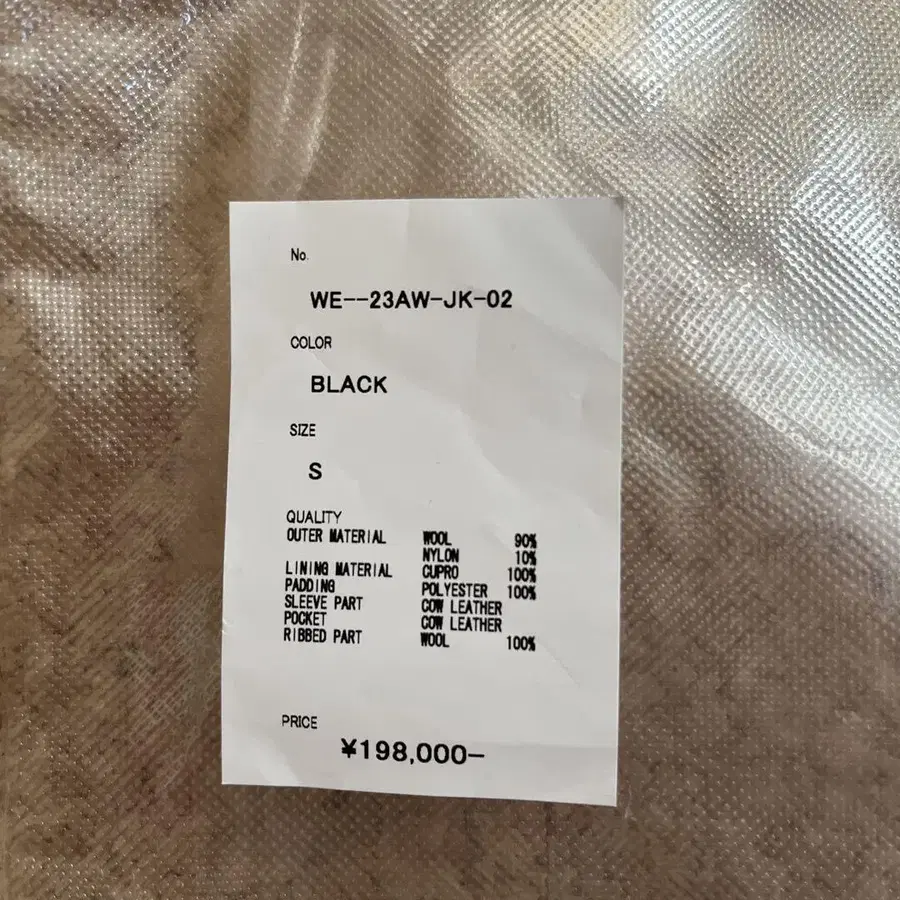 No.
WE--23AW-JK-02
COLOR
BLACK
SIZE
S
QUALITY
OUTER MATERIAL WOOL 90%
NYLON 10%
LINING MATERIAL CUPRO 100%
PADDING POLYESTER 100%
SLEEVE PART COW LEATHER
POCKET COW LEATHER
RIBBED PART WOOL 100%
PRICE
¥198,000-